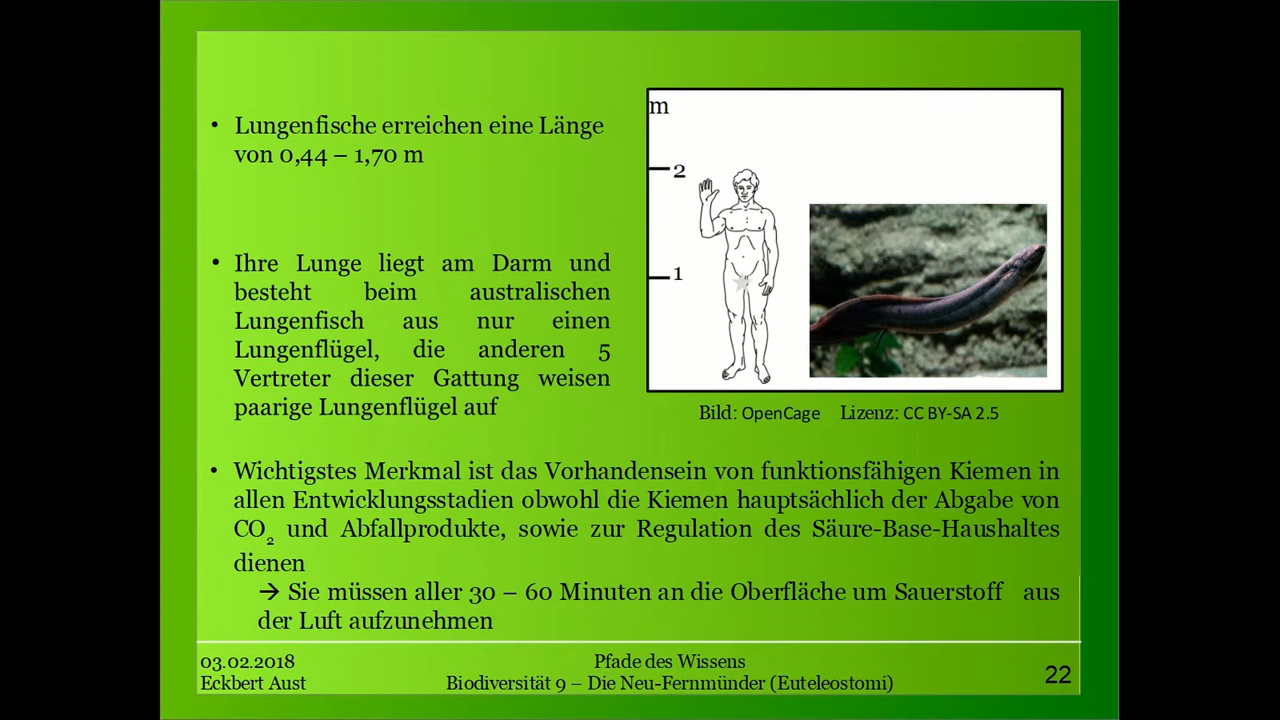 • Lungenfische erreichen eine Länge
von 0,44 – 1,70 m
• Ihre Lunge liegt am Darm und
besteht beim australischen
Lungenfisch aus nur einen
Lungenflügel, die anderen 5
Vertreter dieser Gattung weisen
paarige Lungenflügel auf
m
2
1
Bild: OpenCage Lizenz: CC BY-SA 2.5
• Wichtigstes Merkmal ist das Vorhandensein von funktionsfähigen Kiemen in
allen Entwicklungsstadien obwohl die Kiemen hauptsächlich der Abgabe von
CO₂ und Abfallprodukte, sowie zur Regulation des Säure-Base-Haushaltes
dienen
→ Sie müssen aller 30 – 60 Minuten an die Oberfläche um Sauerstoff aus
der Luft aufzunehmen
03.02.2018
Eckbert Aust
Pfade des Wissens
Biodiversität 9 – Die Neu-Fernmünder (Euteleostomi)
22